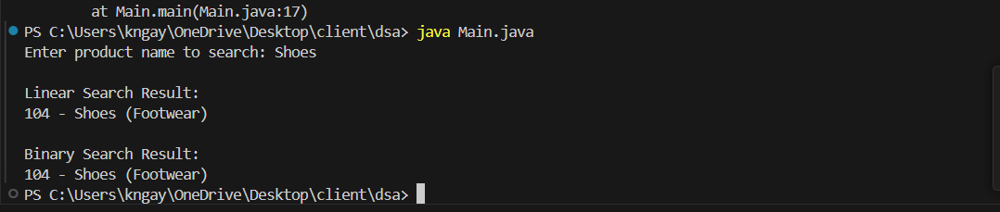 at Main.main(Main.java:17)
PS C:\Users\kngay\OneDrive\Desktop\client\dsa> java Main.java
Enter product name to search: Shoes
Linear Search Result:
104 - Shoes (Footwear)
Binary Search Result:
104 - Shoes (Footwear)
PS C:\Users\kngay\OneDrive\Desktop\client\dsa>